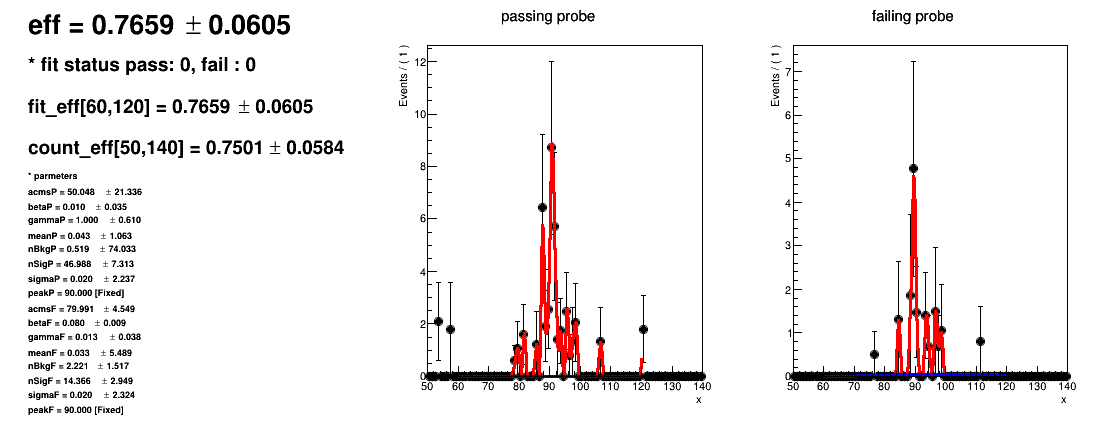 eff = 0.7659 ± 0.0605
* fit status pass: 0, fail : 0
fit_eff[60,120] = 0.7659 ± 0.0605
count_eff[50,140] = 0.7501 ± 0.0584
* parmeters
acmsP = 50.048 ± 21.336
betaP = 0.010 ± 0.035
gammaP = 1.000 ± 0.610
meanP = 0.043 ± 1.063
nBkgP = 0.519 ± 74.033
nSigP = 46.988 ± 7.313
sigmaP = 0.020 ± 2.237
peakP = 90.000 [Fixed]
acmsF = 79.991 ± 4.549
betaF = 0.080 ± 0.009
gammaF = 0.013 ± 0.038
meanF = 0.033 ± 5.489
nBkgF = 2.221 ± 1.517
nSigF = 14.366 ± 2.949
sigmaF = 0.020 ± 2.324
peakF = 90.000 [Fixed]
passing probe
Events / ( 1 )
12
10
8
6
4
2
0
50 60 70 80 90 100 110 120 130 140
x
failing probe
Events / ( 1 )
7
6
5
4
3
2
1
0
50 60 70 80 90 100 110 120 130 140
x